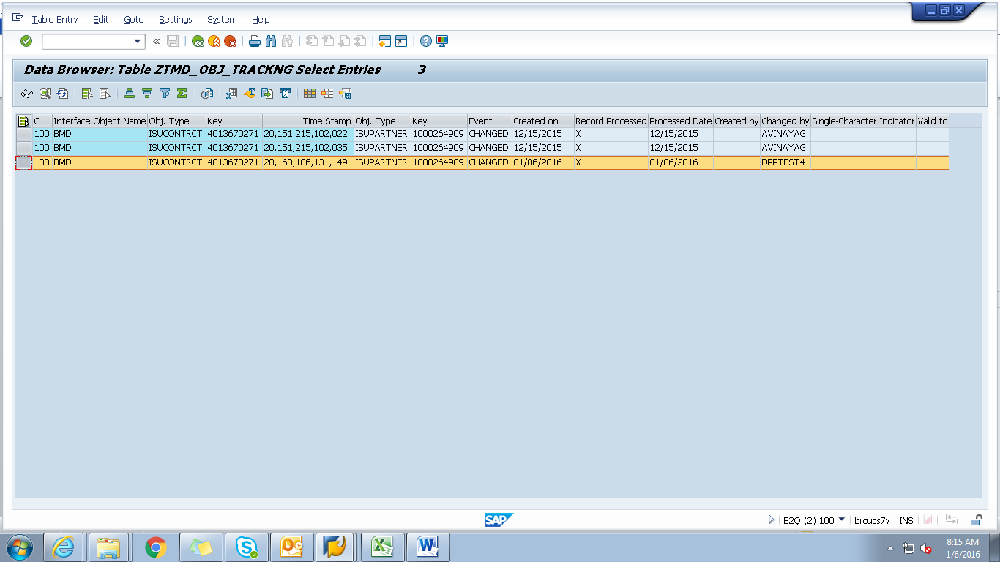 Table Entry Edit Goto Settings System Help
«
Data Browser: Table ZTMD_OBJ_TRACKNG Select Entries 3
Cl. Interface Object Name Obj. Type Key Time Stamp Obj. Type Key Event Created on Record Processed Processed Date Created by Changed by Single-Character Indicator Valid to
100 BMD ISUCONTRCT 4013670271 20,151,215,102,022 ISUPARTNER 1000264909 CHANGED 12/15/2015 X 12/15/2015 AVINAYAG
100 BMD ISUCONTRCT 4013670271 20,151,215,102,035 ISUPARTNER 1000264909 CHANGED 12/15/2015 X 12/15/2015 AVINAYAG
100 BMD ISUCONTRCT 4013670271 20,160,106,131,149 ISUPARTNER 1000264909 CHANGED 01/06/2016 X 01/06/2016 DPPTEST4
SAP
E2Q (2) 100 brcucs7v INS
8:15 AM
1/6/2016